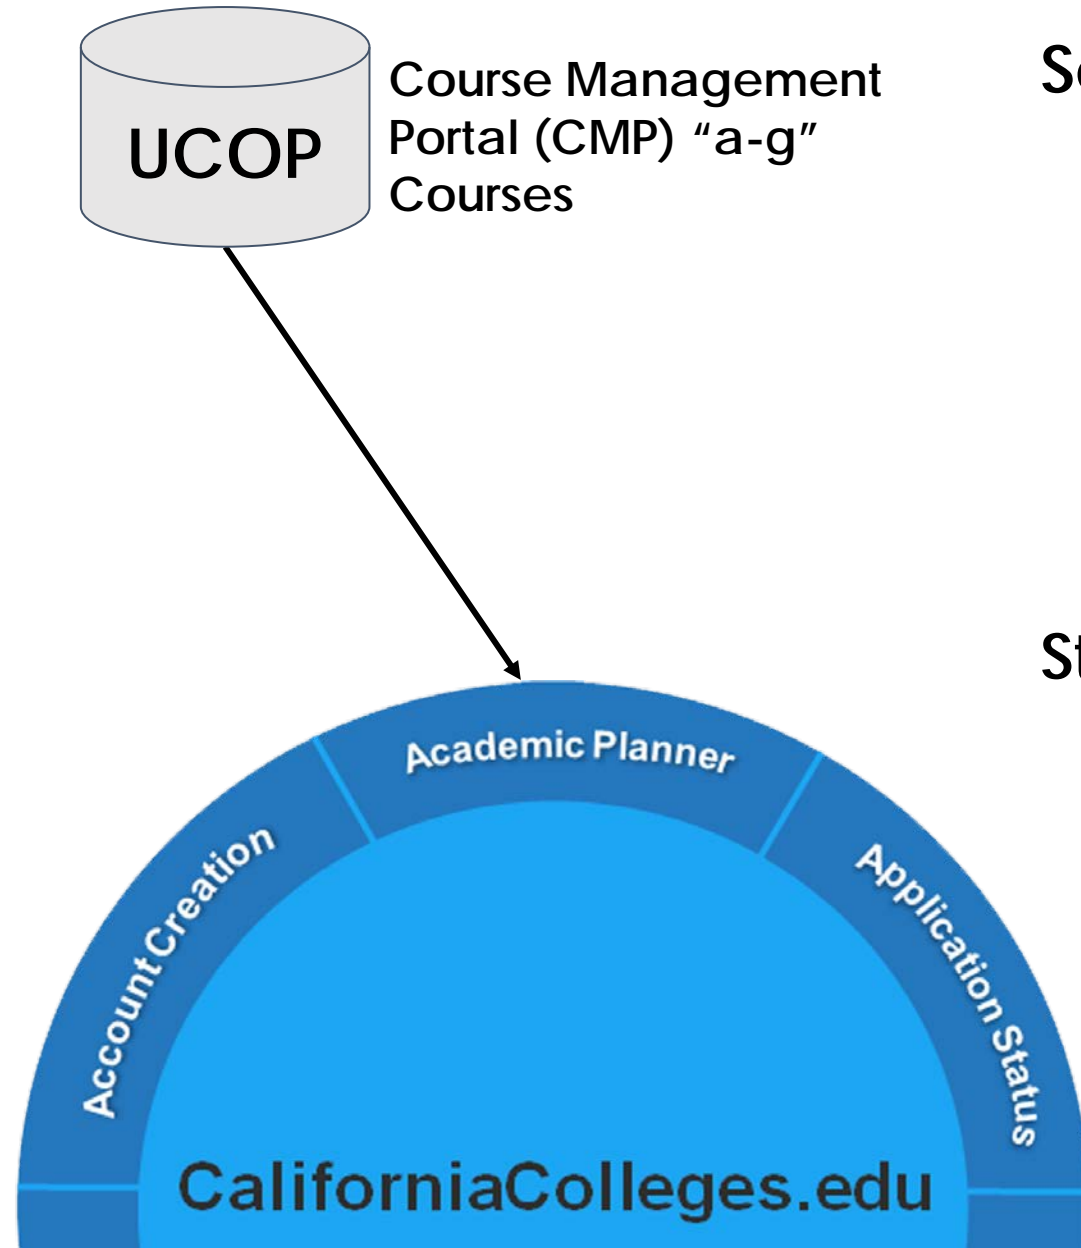 UCOP
Course Management
Portal (CMP) “a-g”
Courses
Academic Planner
Account Creation
Application Status
CaliforniaColleges.edu